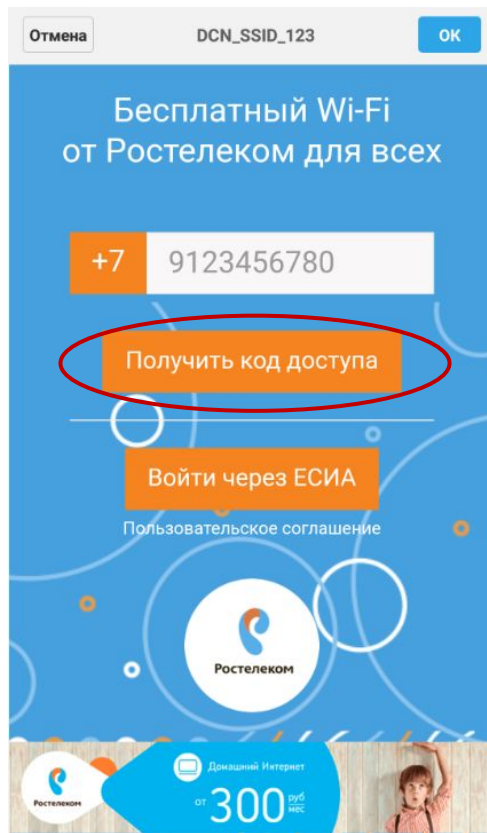 Отмена DCN_SSID_123 ОК
Бесплатный Wi-Fi
от Ростелеком для всех
+7 9123456780
Получить код доступа
Войти через ЕСИА
Пользовательское соглашение
Ростелеком
Домашний Интернет
Ростелеком
от 300 руб мес